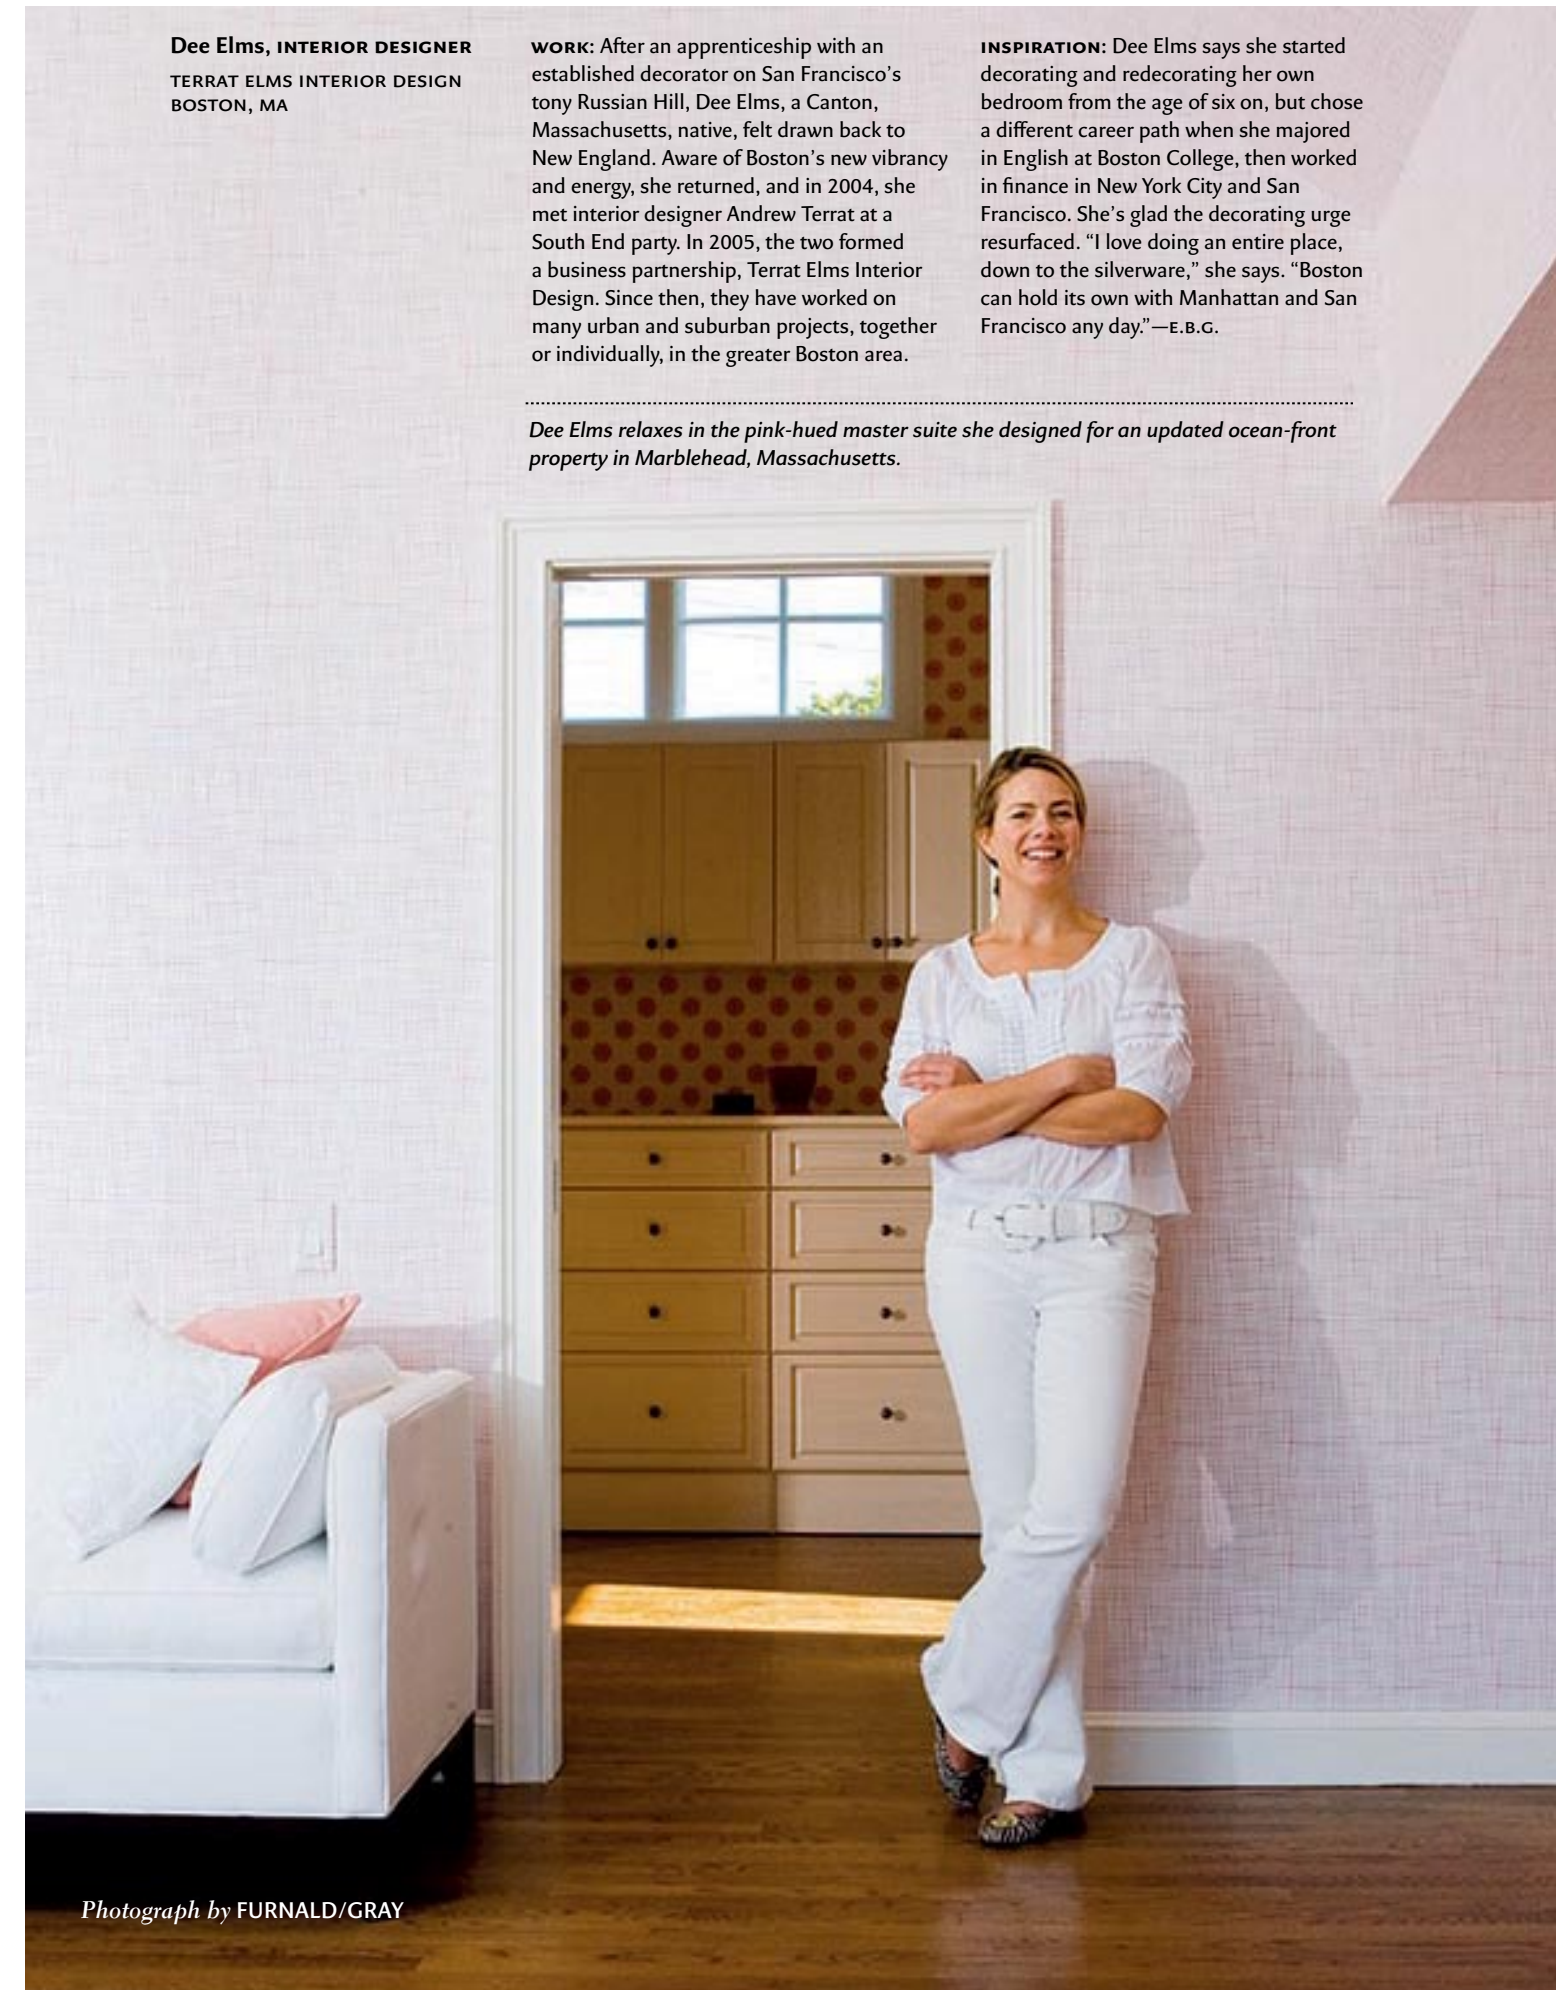 Dee Elms, INTERIOR DESIGNER
TERRAT ELMS INTERIOR DESIGN
BOSTON, MA
WORK: After an apprenticeship with an
established decorator on San Francisco's
tony Russian Hill, Dee Elms, a Canton,
Massachusetts, native, felt drawn back to
New England. Aware of Boston's new vibrancy
and energy, she returned, and in 2004, she
met interior designer Andrew Terrat at a
South End party. In 2005, the two formed
a business partnership, Terrat Elms Interior
Design. Since then, they have worked on
many urban and suburban projects, together
or individually, in the greater Boston area.
INSPIRATION: Dee Elms says she started
decorating and redecorating her own
bedroom from the age of six on, but chose
a different career path when she majored
in English at Boston College, then worked
in finance in New York City and San
Francisco. She's glad the decorating urge
resurfaced. “I love doing an entire place,
down to the silverware,” she says. “Boston
can hold its own with Manhattan and San
Francisco any day.”—E.B.G.
Dee Elms relaxes in the pink-hued master suite she designed for an updated ocean-front
property in Marblehead, Massachusetts.
Photograph by FURNALD/GRAY